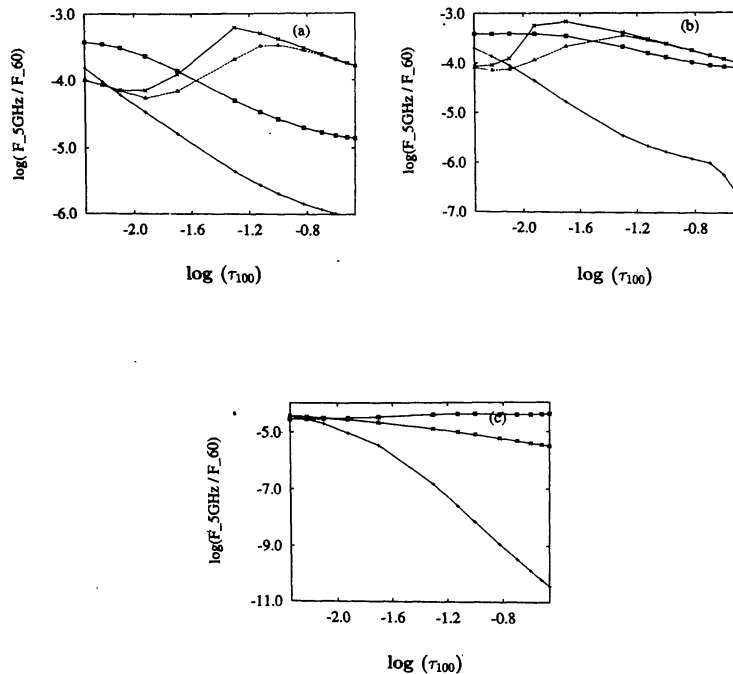 -3.0
(a)
-4.0
-5.0
-6.0
log( F_5GHz / F_60)
-2.0 -1.6 -1.2 -0.8
log (τ100)
-3.0
(b)
-4.0
-5.0
-6.0
-7.0
log(F_5GHz / F_60)
-2.0 -1.6 -1.2 -0.8
log (τ100)
(c)
-5.0
-7.0
-9.0
-11.0
log(F_5GHz / F_60)
-2.0 -1.6 -1.2 -0.8
log (τ100)